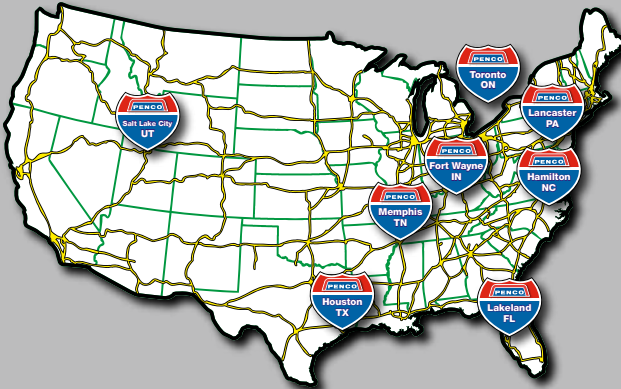 PENCO
Toronto
ON
PENCO
Lancaster
PA
PENCO
Salt Lake City
UT
PENCO
Fort Wayne
IN
PENCO
Hamilton
NC
PENCO
Memphis
TN
PENCO
Houston
TX
PENCO
Lakeland
FL